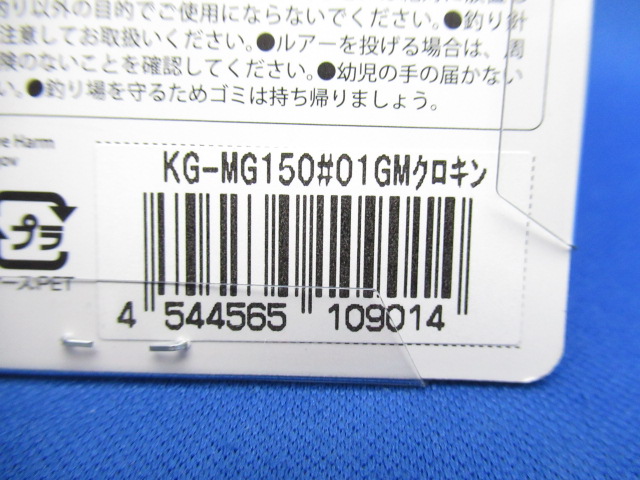 釣り以外の目的でご使用にならないでください。●釣り針
注意してお取扱いください。●ルアーを投げる場合は、周
険のないことを確認してください。●幼児の手の届かない
い。●釣り場を守るためゴミは持ち帰りましょう。
Harm
gov
KG-MG150#01GMクロキン
プラ
PET
4 544565 109014